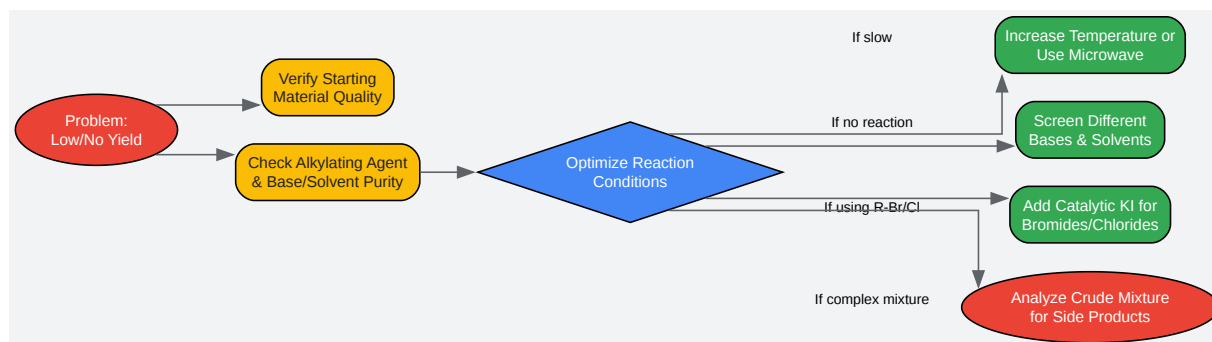 Problem:
Low/No Yield
Verify Starting
Material Quality
Check Alkylating Agent
& Base/Solvent Purity
Optimize Reaction
Conditions
If slow
Increase Temperature or
Use Microwave
If no reaction
Screen Different
Bases & Solvents
If using R-Br/Cl
Add Catalytic KI for
Bromides/Chlorides
If complex mixture
Analyze Crude Mixture
for Side Products